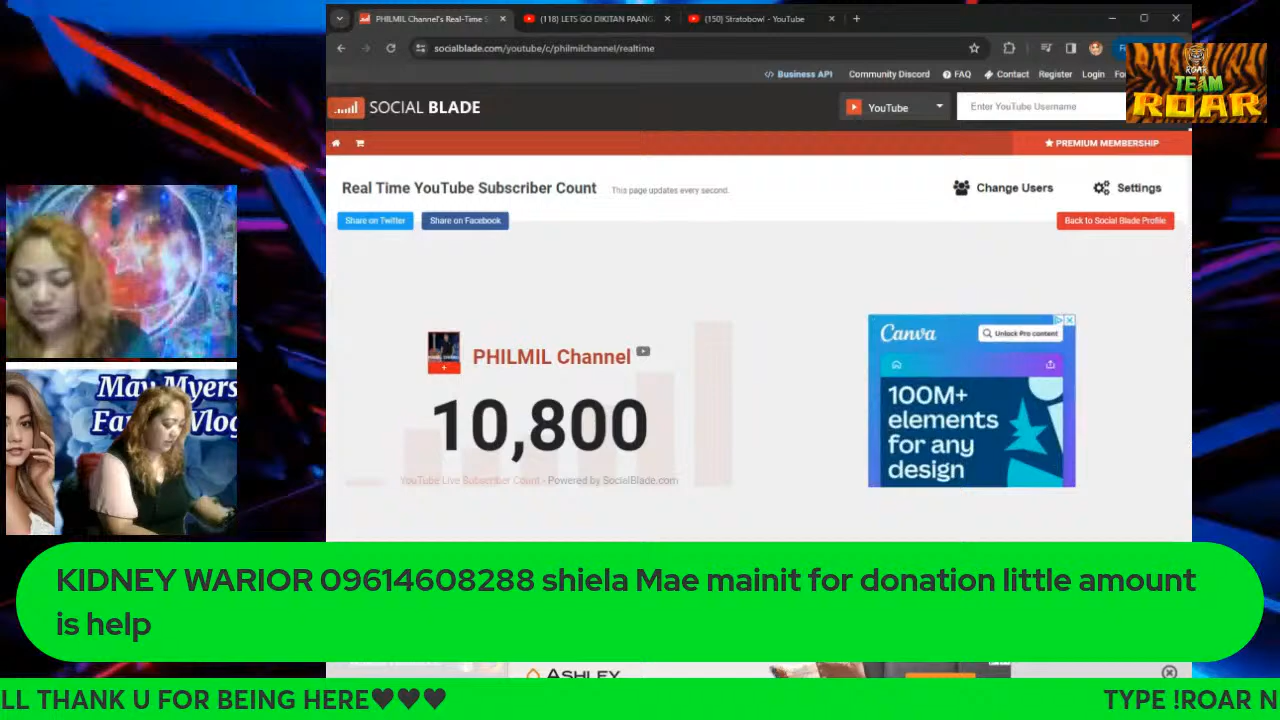 PHILMIL Channel's Real-Time S
(118) LETS GO DIKITAN PAANG
(150) Stratobowl - YouTube
socialblade.com/youtube/c/philmilchannel/realtime
Business API
Community Discord
FAQ
Contact
Register
Login
SOCIAL BLADE
YouTube
Enter YouTube Username
ROAR
TEAM
ROAR
PREMIUM MEMBERSHIP
Real Time YouTube Subscriber Count
This page updates every second.
Change Users
Settings
Share on Twitter
Share on Facebook
Back to Social Blade Profile
PHILMIL Channel
10,800
YouTube Live Subscriber Count - Powered by SocialBlade.com
Canva
Unlock Pro content
100M+
elements
for any
design
May Myers
KIDNEY WARIOR 09614608288 shiela Mae mainit for donation little amount
is help
ASHLEY
LL THANK U FOR BEING HERE♥♥♥
TYPE !ROAR N